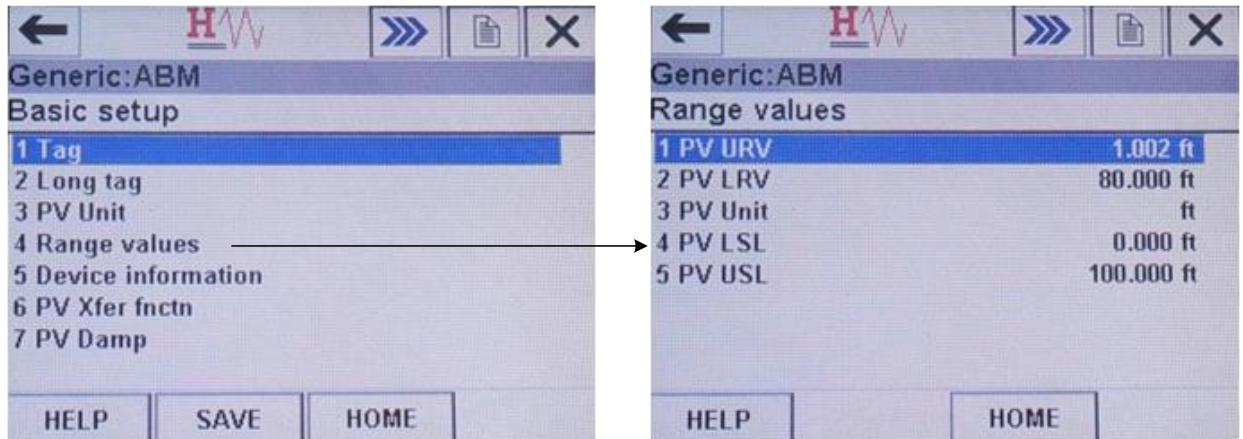 H
Generic:ABM
Basic setup
1 Tag
2 Long tag
3 PV Unit
4 Range values
5 Device information
6 PV Xfer fnctn
7 PV Damp
HELP SAVE HOME
H
Generic:ABM
Range values
1 PV URV 1.002 ft
2 PV LRV 80.000 ft
3 PV Unit ft
4 PV LSL 0.000 ft
5 PV USL 100.000 ft
HELP HOME